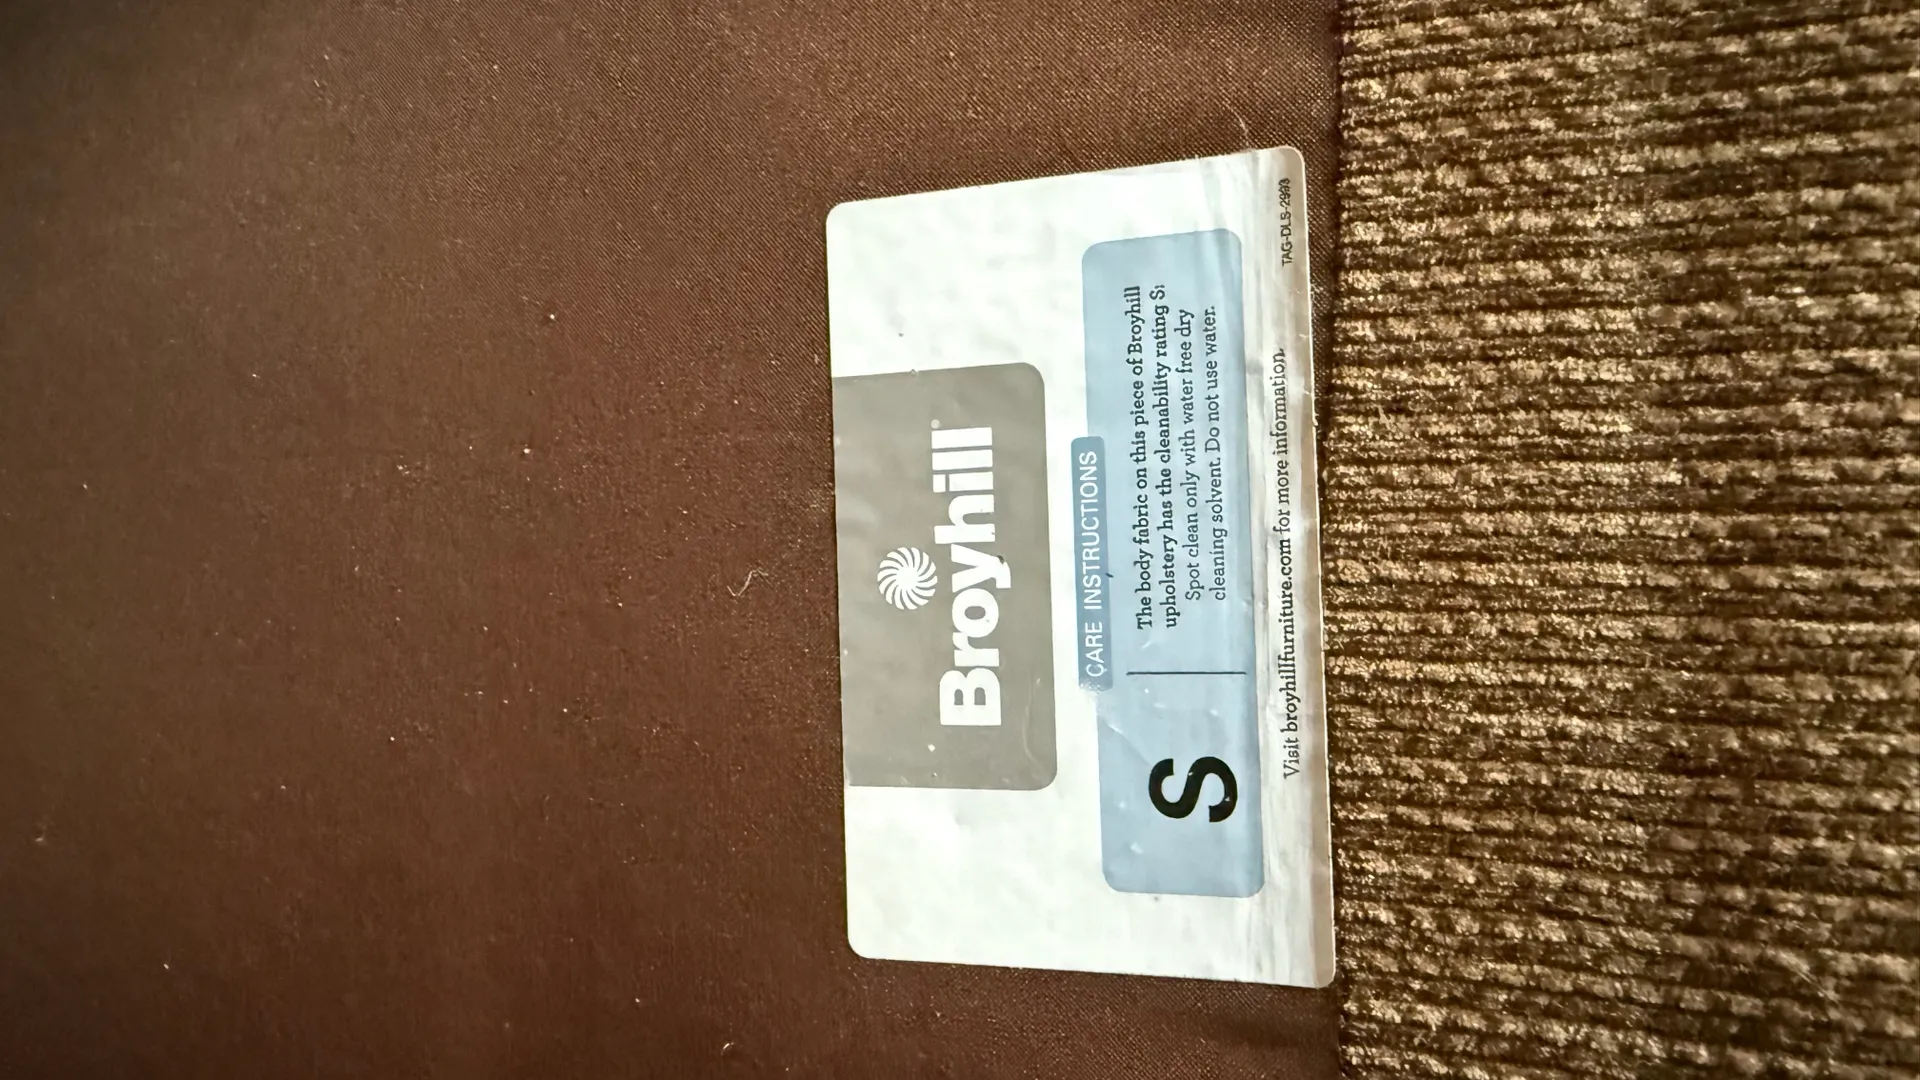 Broyhill®
CARE INSTRUCTIONS
S
The body fabric on this piece of Broyhill
upholstery has the cleanability rating S:
Spot clean only with water free dry
cleaning solvent. Do not use water.
Visit broyhillfurniture.com for more information.
TAG-DLS-2993